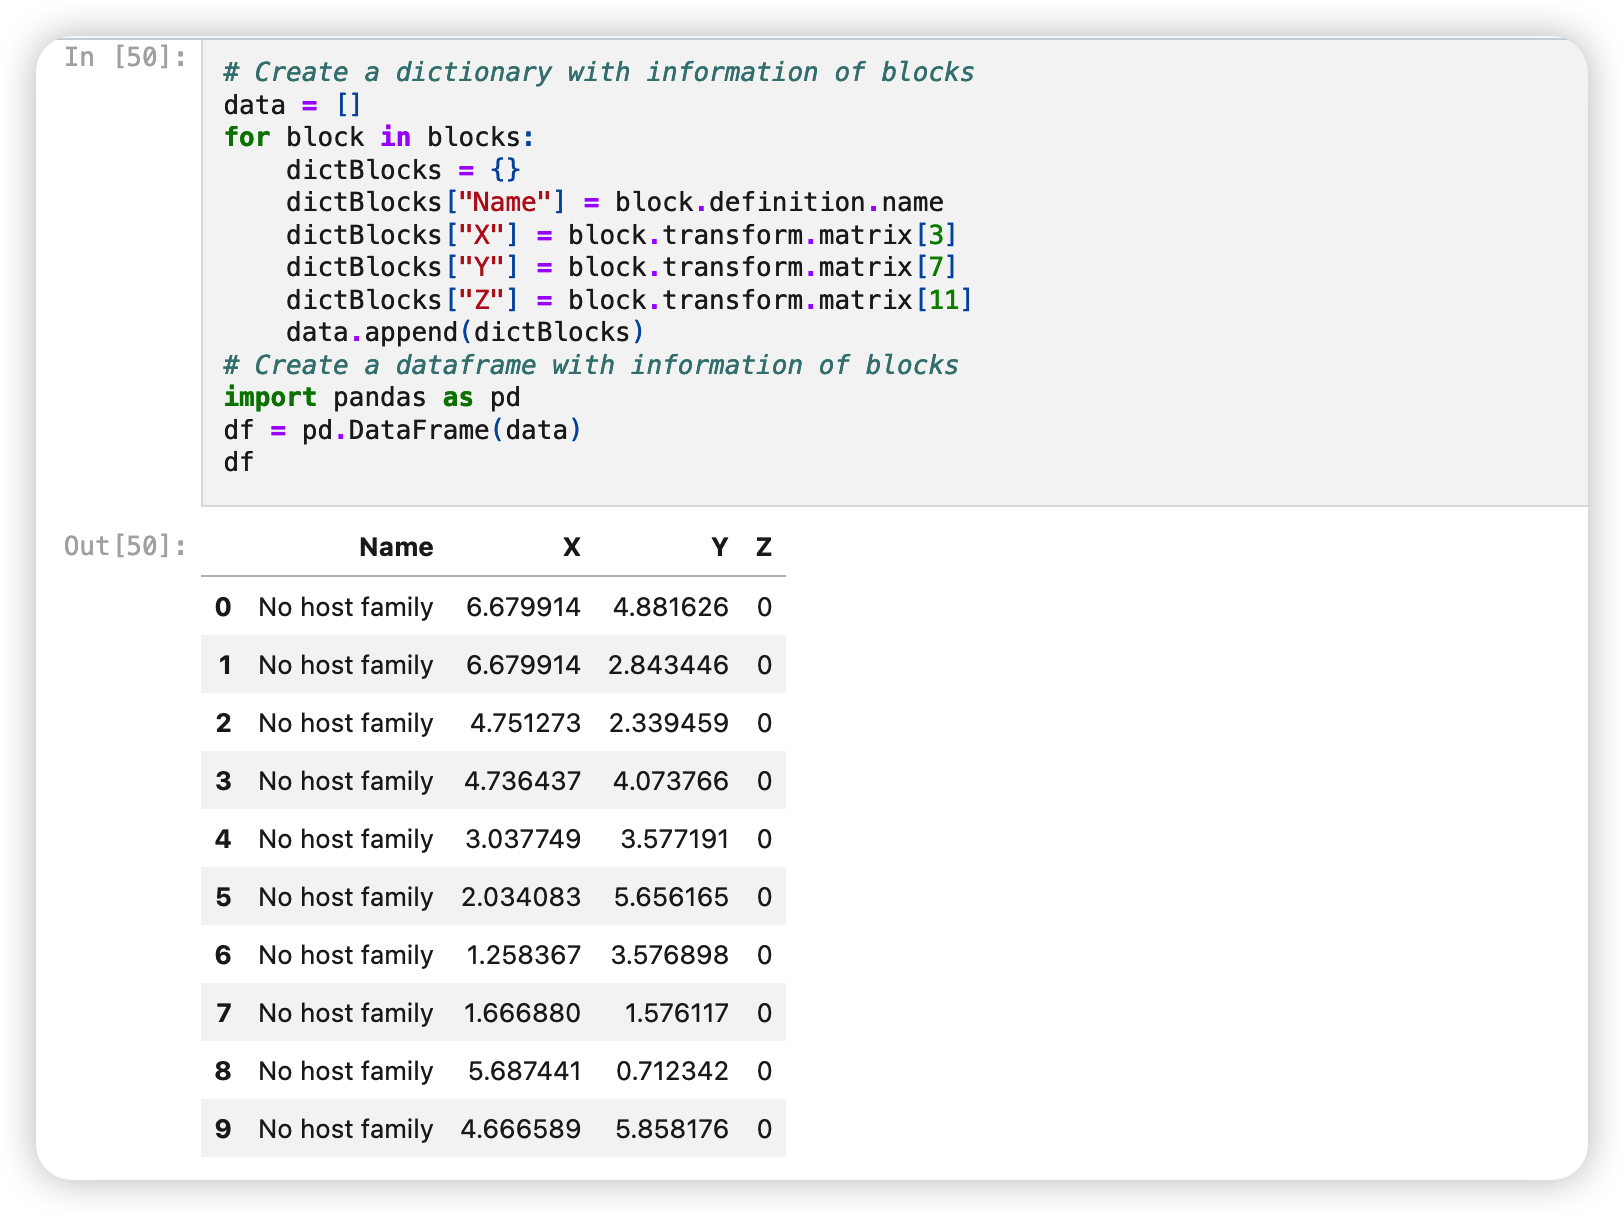 In [50]:
# Create a dictionary with information of blocks
data = []
for block in blocks:
    dictBlocks = {}
    dictBlocks["Name"] = block.definition.name
    dictBlocks["X"] = block.transform.matrix[3]
    dictBlocks["Y"] = block.transform.matrix[7]
    dictBlocks["Z"] = block.transform.matrix[11]
    data.append(dictBlocks)
# Create a dataframe with information of blocks
import pandas as pd
df = pd.DataFrame(data)
df
Out[50]:
Name X Y Z
0 No host family 6.679914 4.881626 0
1 No host family 6.679914 2.843446 0
2 No host family 4.751273 2.339459 0
3 No host family 4.736437 4.073766 0
4 No host family 3.037749 3.577191 0
5 No host family 2.034083 5.656165 0
6 No host family 1.258367 3.576898 0
7 No host family 1.666880 1.576117 0
8 No host family 5.687441 0.712342 0
9 No host family 4.666589 5.858176 0